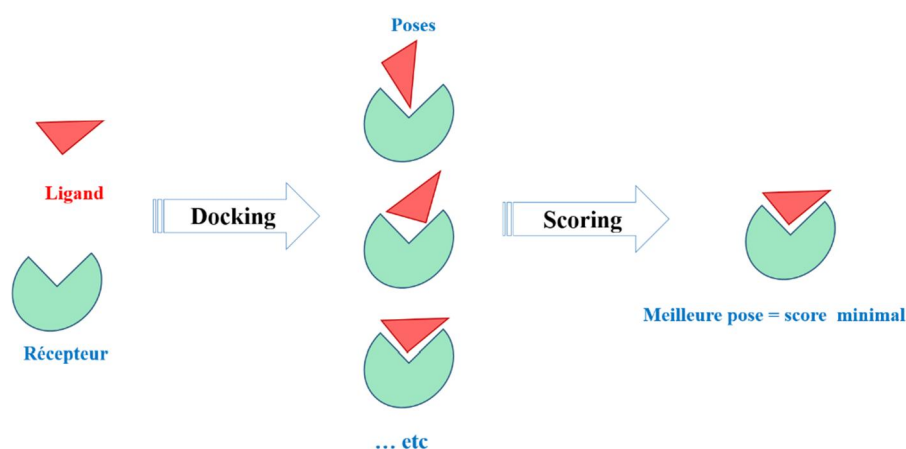 Poses
Ligand
Docking
Scoring
Récepteur
Meilleure pose = score minimal
... etc